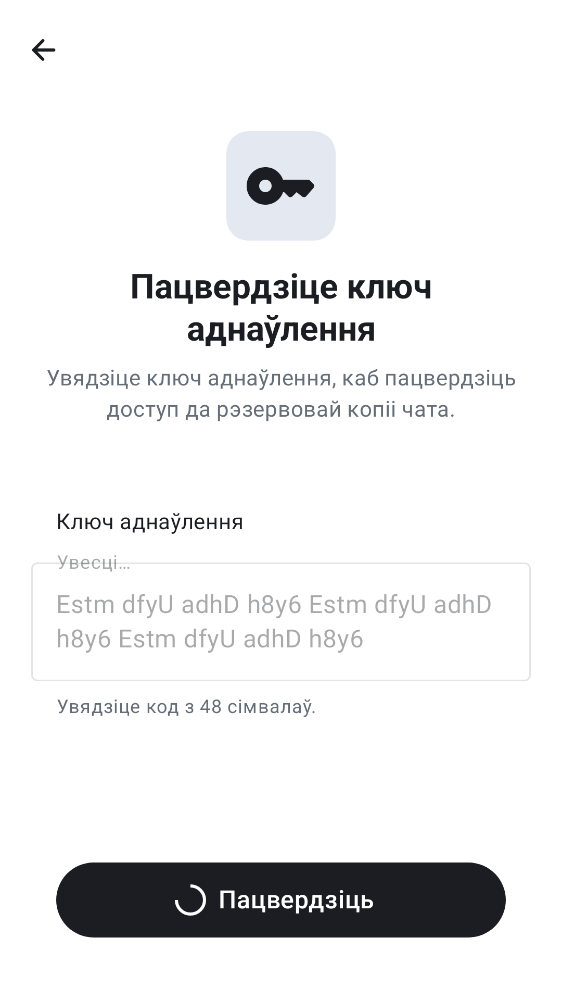 Пацвердзіце ключ
аднаўлення
Увядзіце ключ аднаўлення, каб пацвердзіць
доступ да рэзервовай копіі чата.
Ключ аднаўлення
Увесці…
Estm dfyU adhD h8y6 Estm dfyU adhD
h8y6 Estm dfyU adhD h8y6
Увядзіце код з 48 сімвалаў.
Пацвердзіць